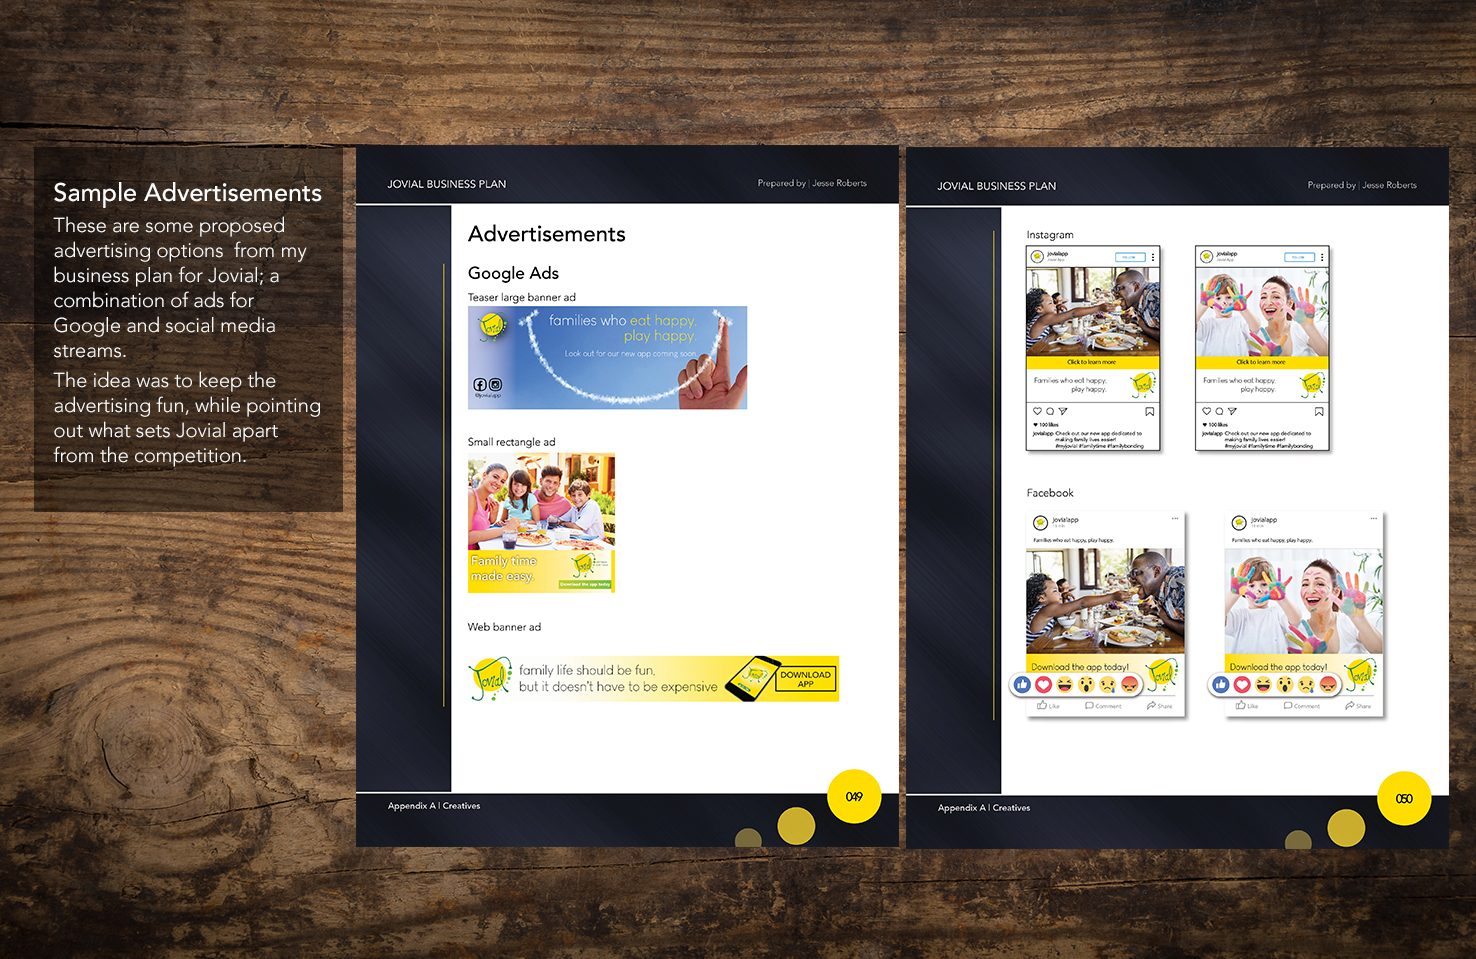 Sample Advertisements
These are some proposed
advertising options from my
business plan for Jovial; a
combination of ads for
Google and social media
streams.
The idea was to keep the
advertising fun, while pointing
out what sets Jovial apart
from the competition.
JOVIAL BUSINESS PLAN
Prepared by | Jesse Roberts
Advertisements
Google Ads
Teaser large banner ad
Jovial
families who eat happy,
play happy.
Look out for our new app coming soon.
@jovialapp
Small rectangle ad
Family time
made easy.
Jovial
Download the app today
Web banner ad
Jovial
family life should be fun,
but it doesn't have to be expensive
DOWNLOAD
APP
Appendix A | Creatives
049
JOVIAL BUSINESS PLAN
Prepared by | Jesse Roberts
Instagram
jovialapp
Jovial App
FOLLOW
Click to learn more
Families who eat happy,
play happy.
Jovial
100 likes
jovialapp Check out our new app dedicated to
making family lives easier!
#myjovial #familytime #familybonding
jovialapp
Jovial App
FOLLOW
Click to learn more
Families who eat happy,
play happy.
Jovial
100 likes
jovialapp Check out our new app dedicated to
making family lives easier!
#myjovial #familytime #familybonding
Facebook
jovialapp
Families who eat happy, play happy.
Download the app today!
Jovial
Like
Comment
Share
jovialapp
Families who eat happy, play happy.
Download the app today!
Jovial
Like
Comment
Share
Appendix A | Creatives
050